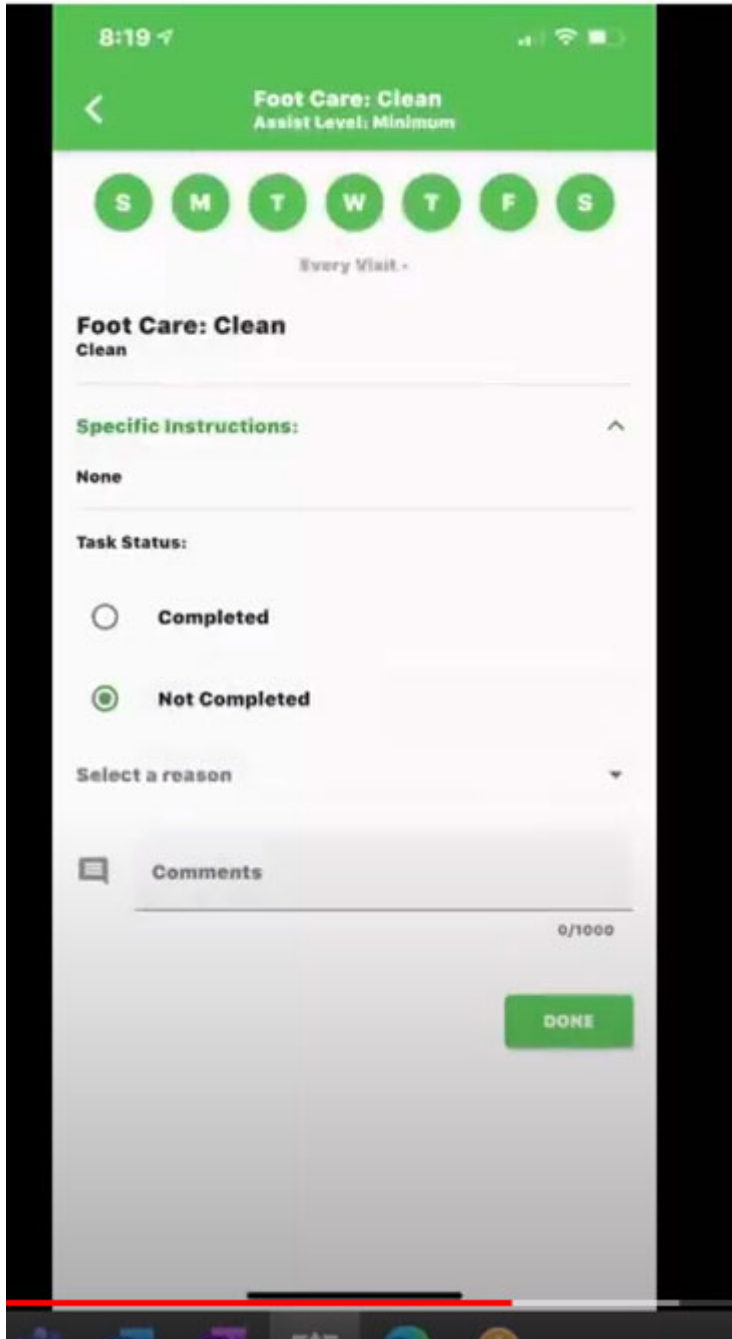 8:19
Foot Care: Clean
Assist Level: Minimum
S M T W T F S
Every Visit -
Foot Care: Clean
Clean
Specific Instructions:
None
Task Status:
Completed
Not Completed
Select a reason
Comments
0/1000
DONE